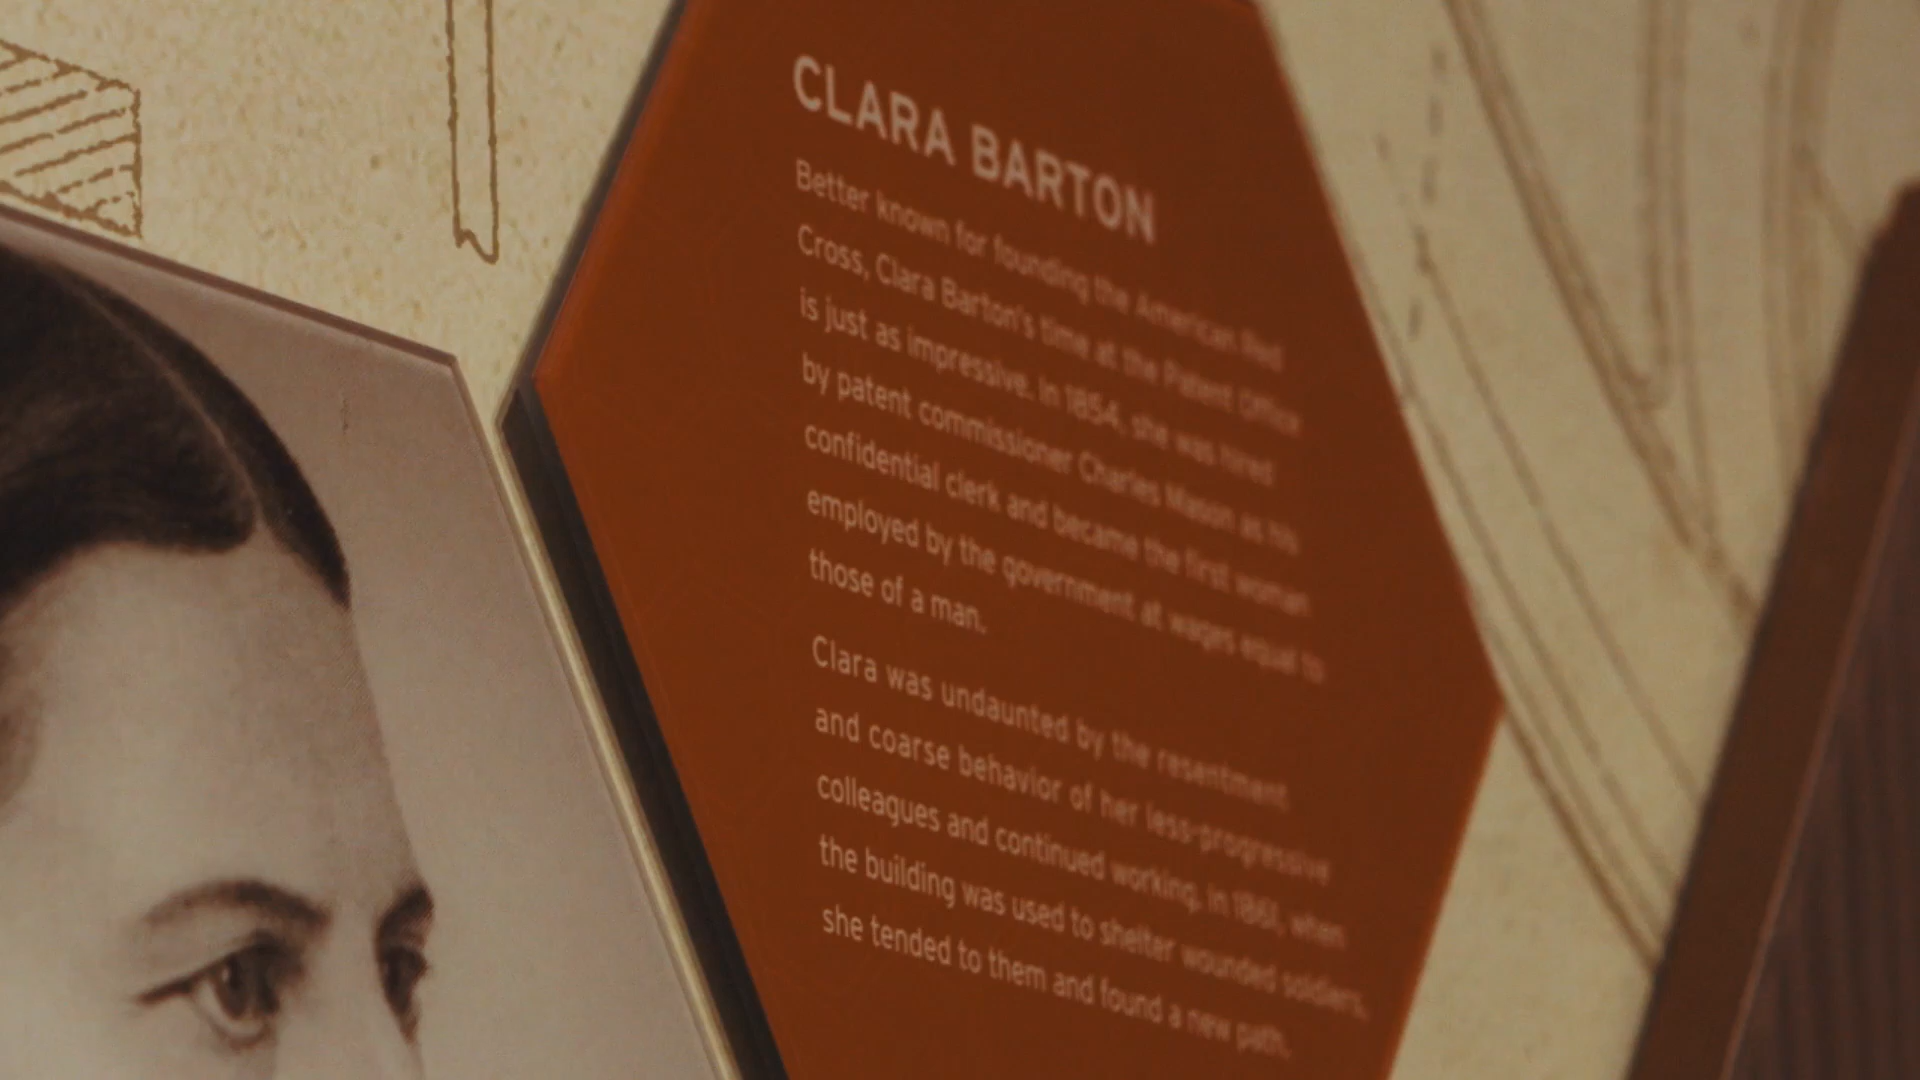 CLARA BARTON
Better known for founding the American Red
Cross, Clara Barton's time at the Patent Office
is just as impressive. In 1854, she was hired
by patent commissioner Charles Mason as his
confidential clerk and became the first woman
employed by the government at wages equal to
those of a man.
Clara was undaunted by the resentment
and coarse behavior of her less-progressive
colleagues and continued working. In 1861, when
the building was used to shelter wounded soldiers,
she tended to them and found a new path.